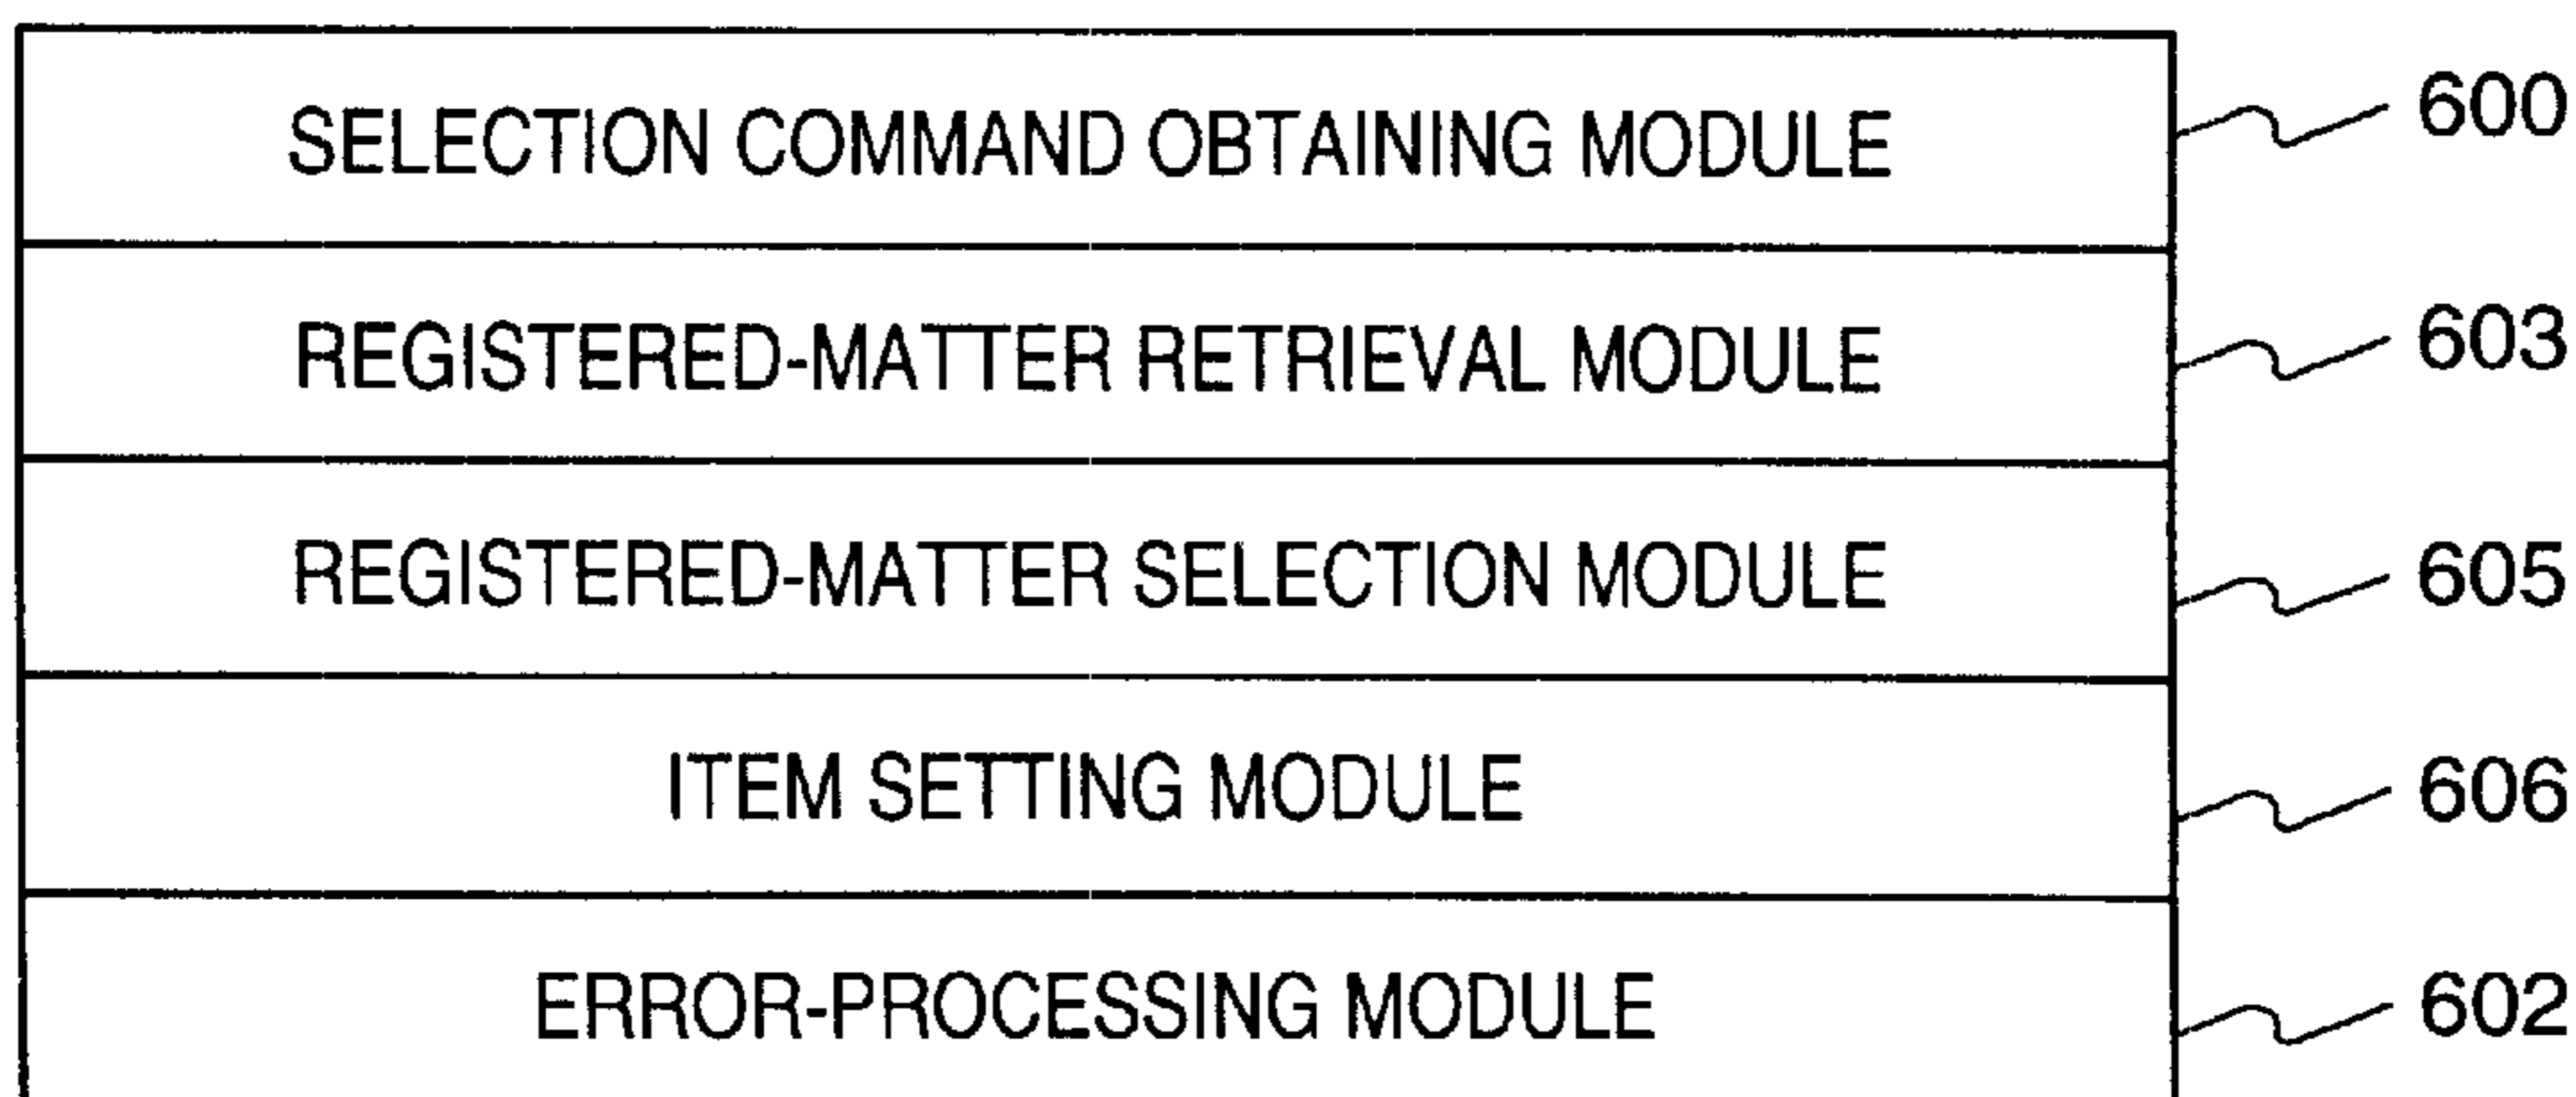 SELECTION COMMAND OBTAINING MODULE 600
REGISTERED-MATTER RETRIEVAL MODULE 603
REGISTERED-MATTER SELECTION MODULE 605
ITEM SETTING MODULE 606
ERROR-PROCESSING MODULE 602